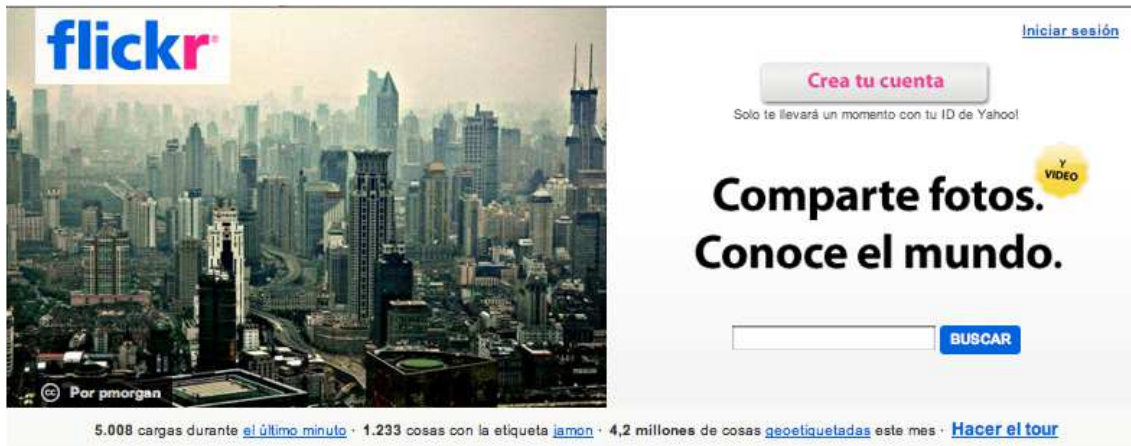 flickr
Iniciar sesión
Crea tu cuenta
Solo te llevará un momento con tu ID de Yahoo!
Y
VIDEO
Comparte fotos.
Conoce el mundo.
BUSCAR
cc Por pmorgan
5.008 cargas durante el último minuto · 1.233 cosas con la etiqueta jamon · 4,2 millones de cosas geoetiquetadas este mes · Hacer el tour